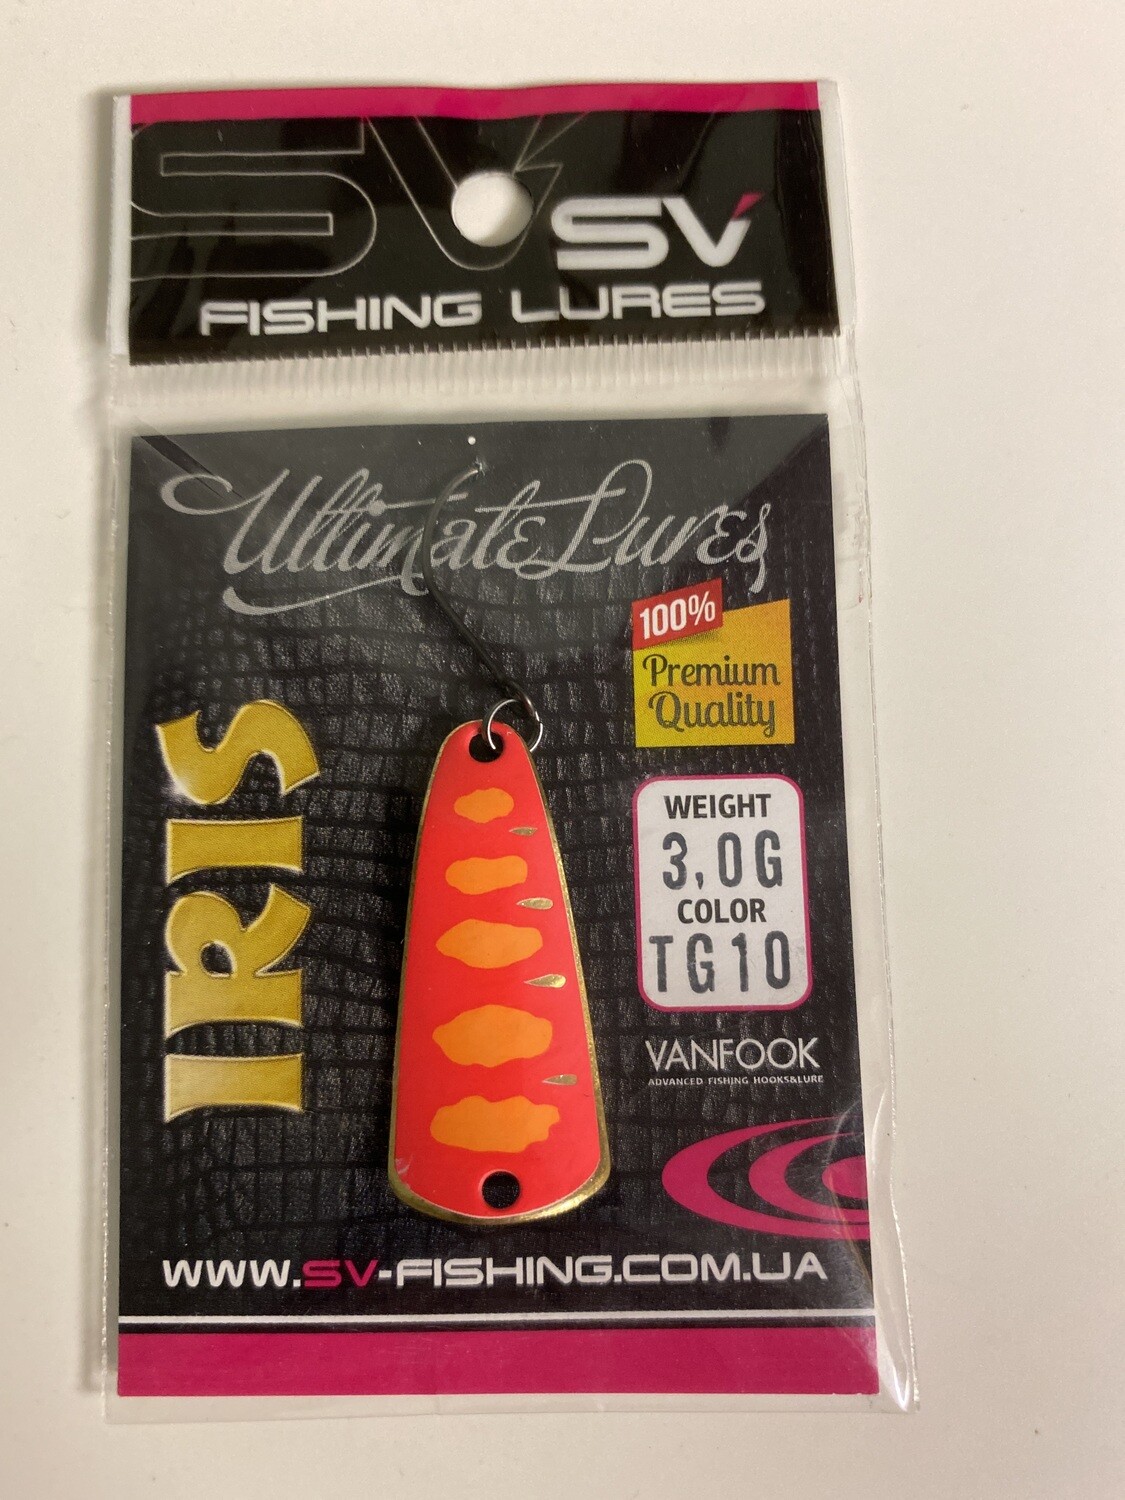 SV
SV
FISHING LURES
Ultimate Lures
100%
Premium
Quality
IRIS
WEIGHT
3,0G
COLOR
TG10
VANFOOK
ADVANCED FISHING HOOKS&LURE
WWW.SV-FISHING.COM.UA